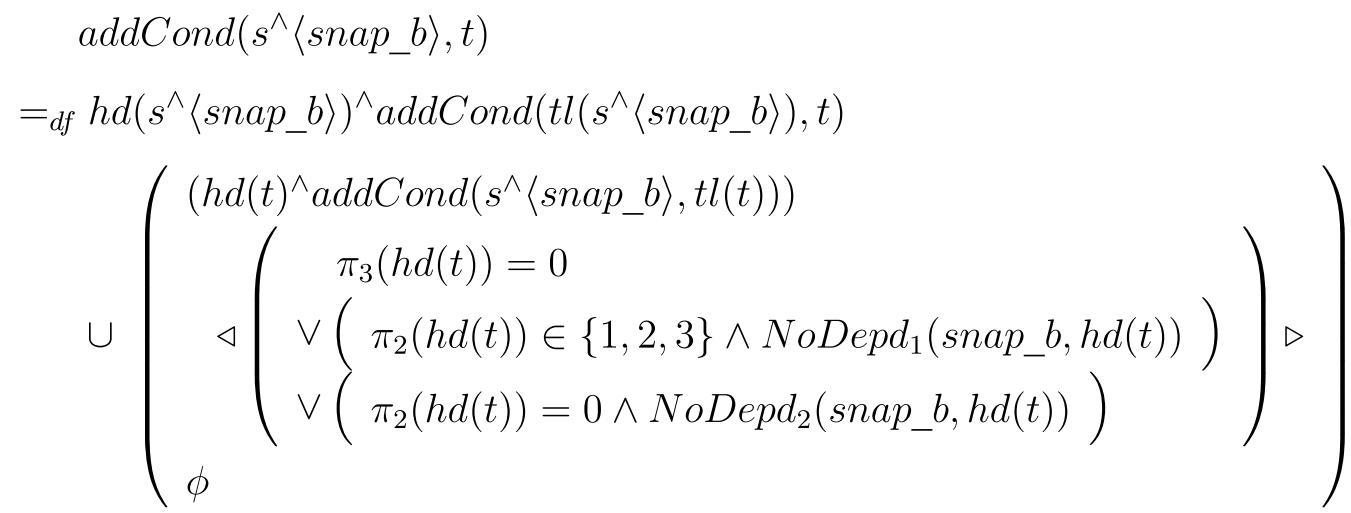 addCond(s^⟨snap_b⟩, t)
=df hd(s^⟨snap_b⟩)^addCond(tl(s^⟨snap_b⟩), t)
(hd(t)^addCond(s^⟨snap_b⟩, tl(t)))
π₃(hd(t)) = 0
∪ ( ◁ ( ∨ ( π₂(hd(t)) ∈ {1, 2, 3} ∧ NoDepd₁(snap_b, hd(t)) ) ) ▷ )
∨ ( π₂(hd(t)) = 0 ∧ NoDepd₂(snap_b, hd(t)) )
ϕ